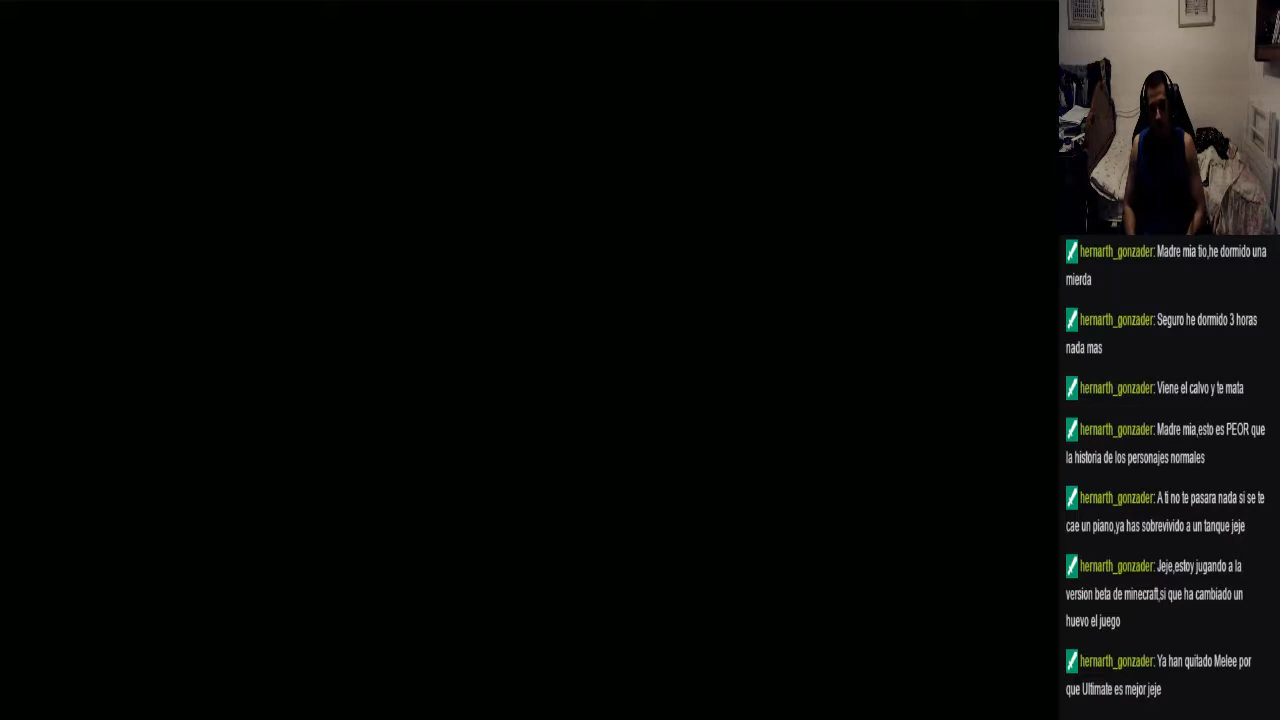 hernarth_gonzader: Madre mia tio,he dormido una
mierda
hernarth_gonzader: Seguro he dormido 3 horas
nada mas
hernarth_gonzader: Viene el calvo y te mata
hernarth_gonzader: Madre mia,esto es PEOR que
la historia de los personajes normales
hernarth_gonzader: A ti no te pasara nada si se te
cae un piano,ya has sobrevivido a un tanque jeje
hernarth_gonzader: Jeje,estoy jugando a la
version beta de minecraft,si que ha cambiado un
huevo el juego
hernarth_gonzader: Ya han quitado Melee por
que Ultimate es mejor jeje